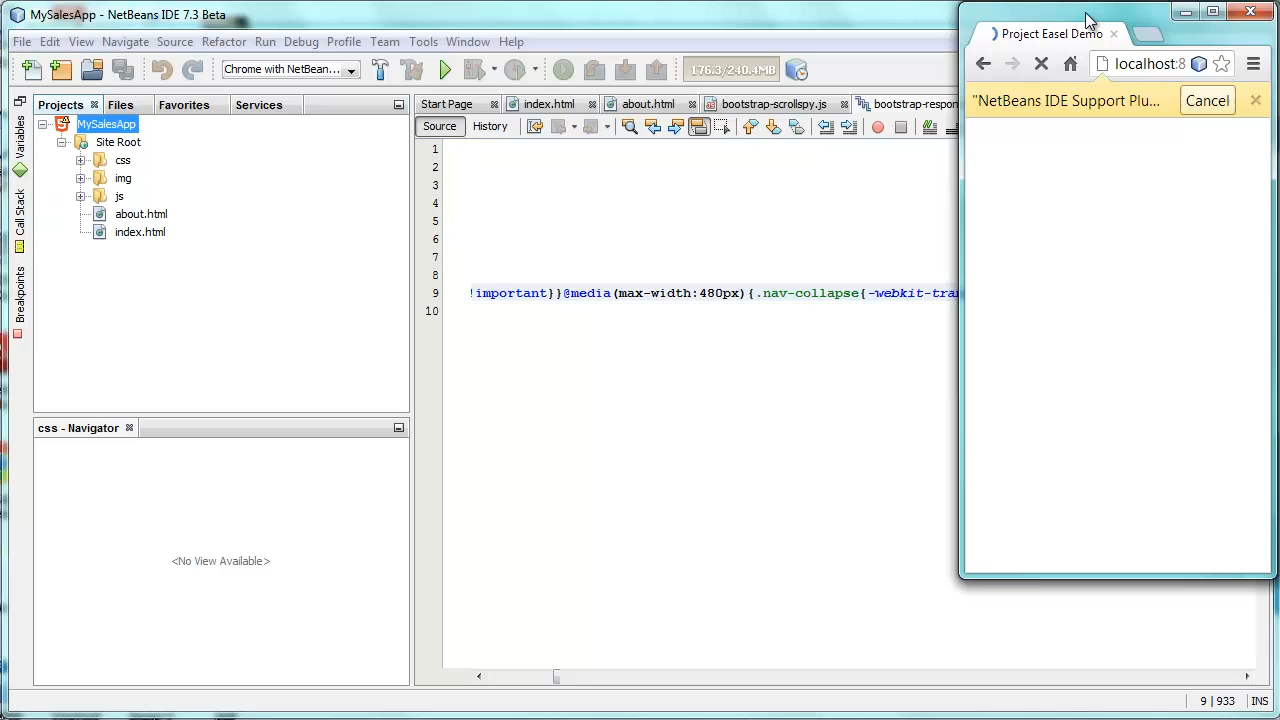 MySalesApp - NetBeans IDE 7.3 Beta
File Edit View Navigate Source Refactor Run Debug Profile Team Tools Window Help
Chrome with NetBean...
176.3/240.4MB
Projects Files Favorites Services
MySalesApp
Site Root
css
img
js
about.html
index.html
Variables
Call Stack
Breakpoints
css - Navigator
<No View Available>
Start Page index.html about.html bootstrap-scrollspy.js bootstrap-respon
Source History
1
2
3
4
5
6
7
8
9 !important}}@media(max-width:480px){.nav-collapse{-webkit-tran
10
9 | 933 INS
Project Easel Demo
localhost:8
"NetBeans IDE Support Plu... Cancel